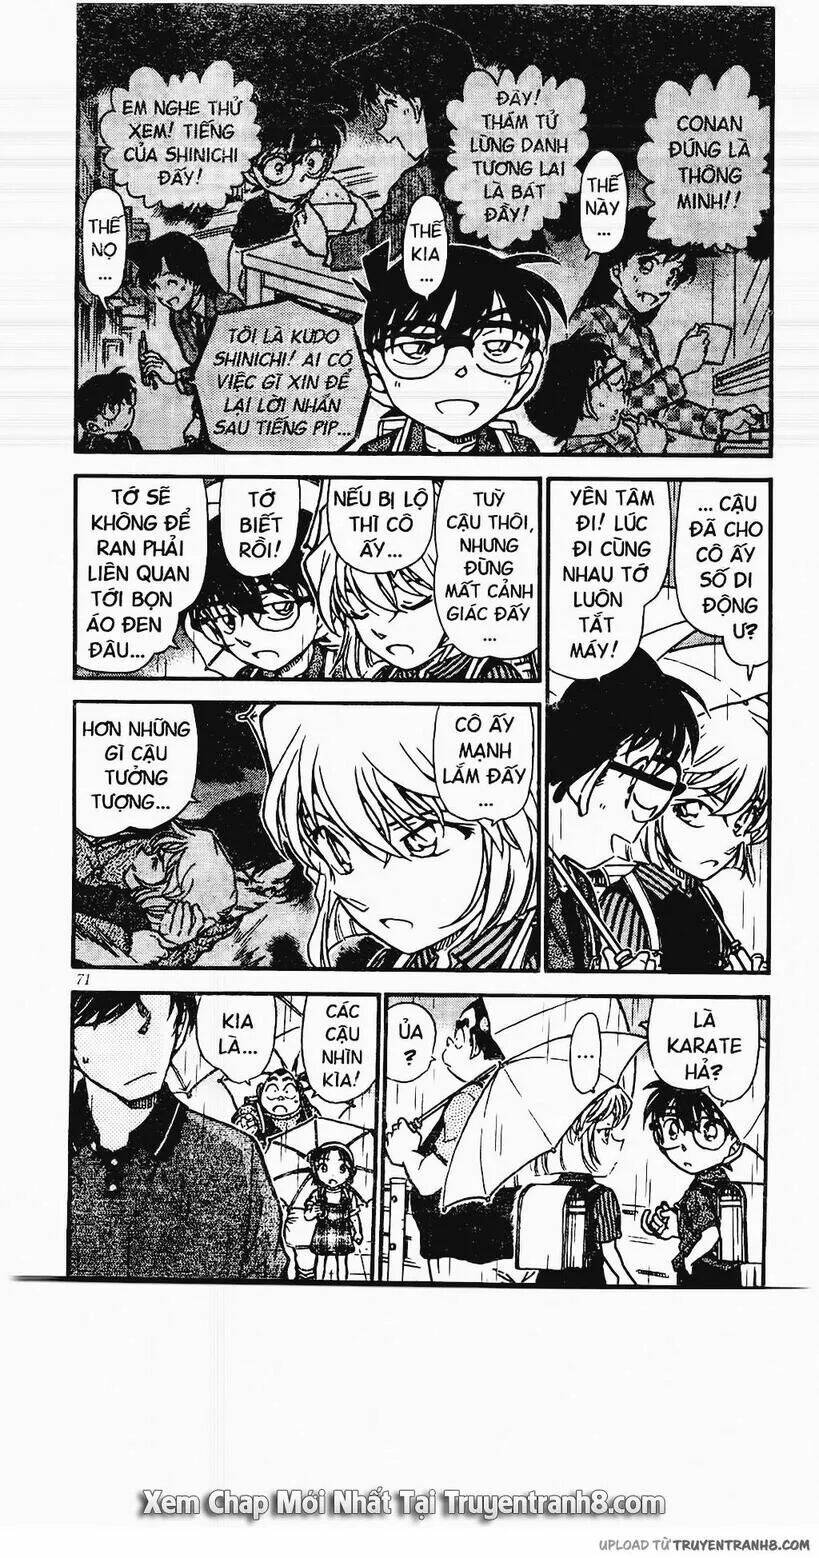 CONAN
ĐÚNG LÀ
THÔNG
MINH!!
THẾ
NÀY
...
ĐÂY!
THÁM TỬ
LỪNG DANH
TƯƠNG LAI
LÀ BÁT
ĐẦY!
THẾ
KIA
...
EM NGHE THỬ
XEM! TIẾNG
CỦA SHINICHI
ĐẤY!
THẾ
NỌ
...
TÔI LÀ KUDO
SHINICHI! AI CÓ
VIỆC GÌ XIN ĐỂ
LẠI LỜI NHẮN
SAU TIẾNG PIP...
... CẬU
ĐÃ CHO
CÔ ẤY
SỐ DI
ĐỘNG
Ư?
YÊN TÂM
ĐI! LÚC
ĐI CÙNG
NHAU TỚ
LUÔN
TẮT
MÁY!
TUỲ
CẬU THÔI,
NHƯNG
ĐỪNG
MẤT CẢNH
GIÁC ĐẤY
...
NẾU BỊ LỘ
THÌ CÔ
ẤY...
TỚ
BIẾT
RỒI!
TỚ SẼ
KHÔNG ĐỂ
RAN PHẢI
LIÊN QUAN
TỚI BỌN
ÁO ĐEN
ĐÂU...
CÔ ẤY
MẠNH
LẮM ĐẤY
...
HƠN NHỮNG
GÌ CẬU
TƯỞNG
TƯỢNG...
71
LÀ
KARATE
HẢ?
...
ỦA
?
CÁC
CẬU
NHÌN
KÌA!
KIA
LÀ...
Xem Chap Mới Nhất Tại Truyentranh8.com
UPLOAD TỪ TRUYENTRANH8.COM